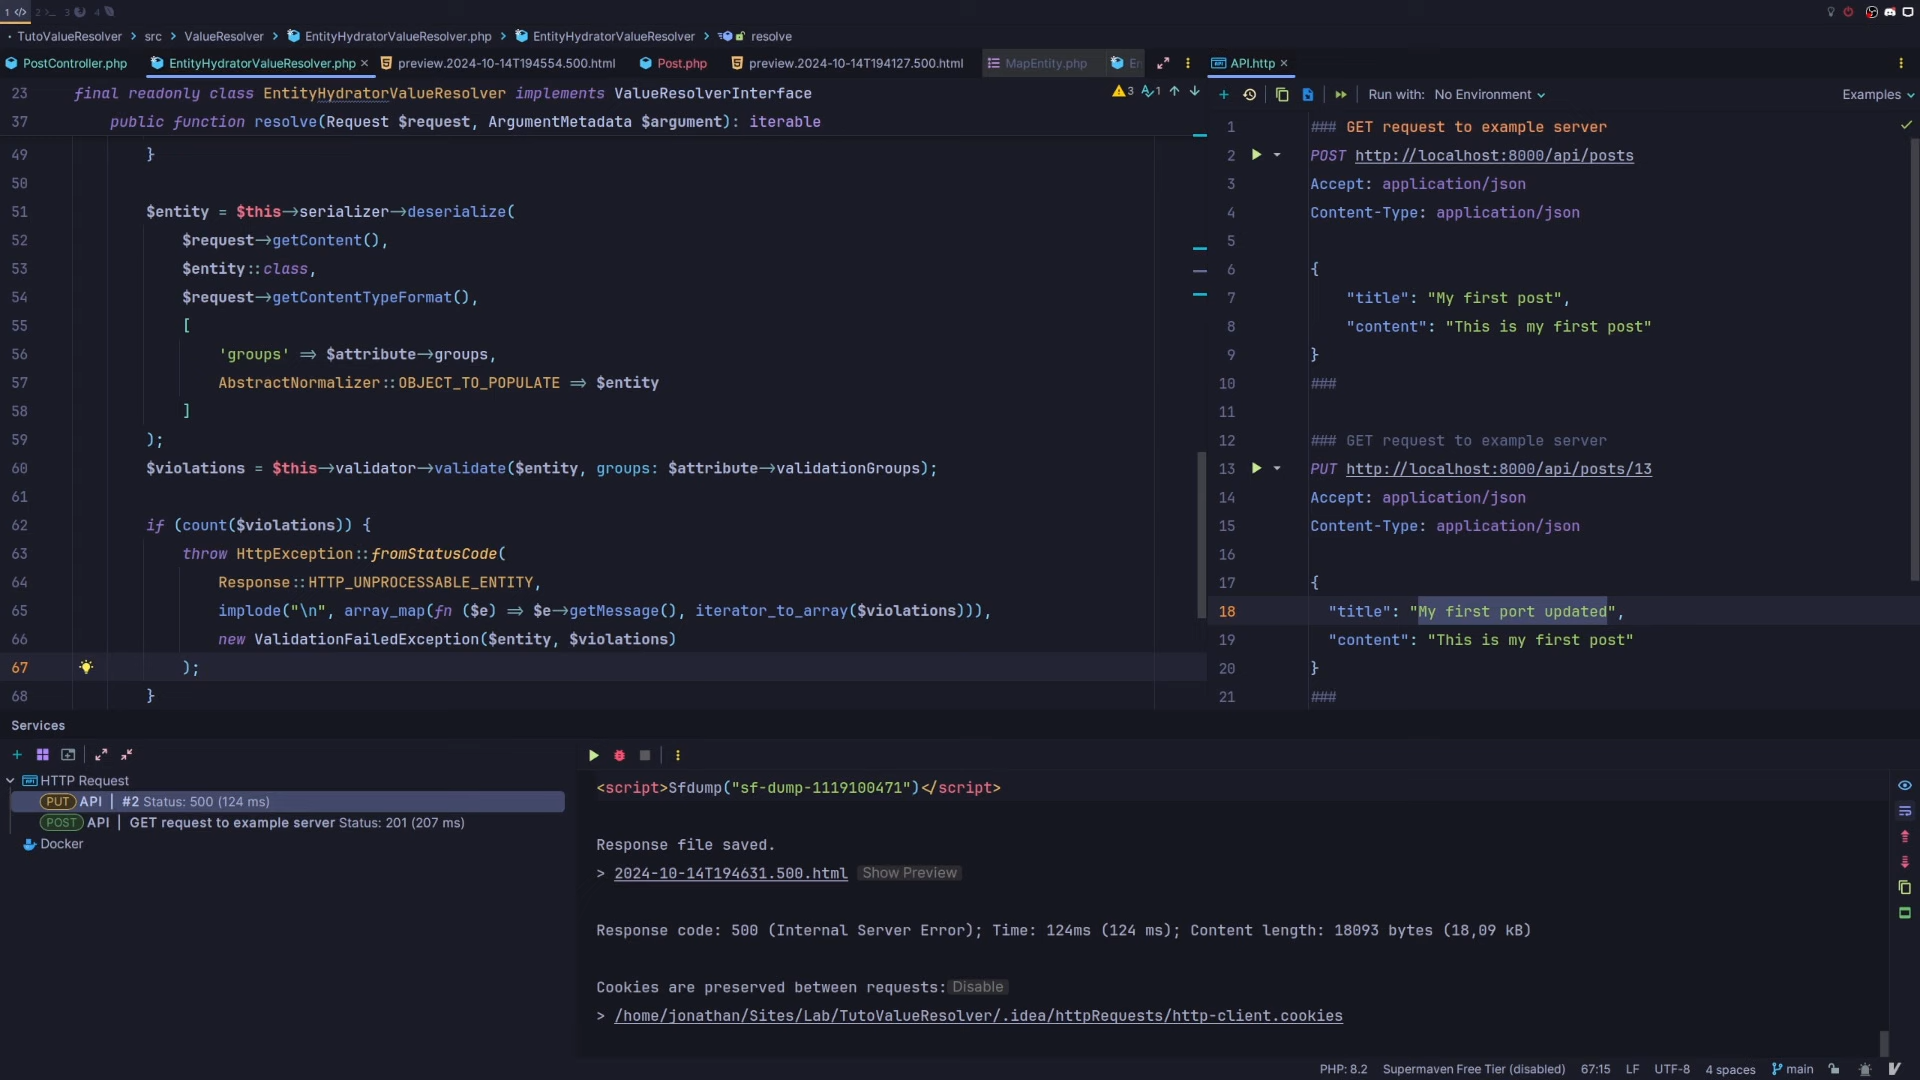 1 </> 2 3 4
TutoValueResolver > src > ValueResolver > EntityHydratorValueResolver.php > EntityHydratorValueResolver > resolve
PostController.php EntityHydratorValueResolver.php × preview.2024-10-14T194554.500.html Post.php preview.2024-10-14T194127.500.html MapEntity.php En
23 final readonly class EntityHydratorValueResolver implements ValueResolverInterface
3 1
37 public function resolve(Request $request, ArgumentMetadata $argument): iterable
49 }
50
51 $entity = $this→serializer→deserialize(
52 $request→getContent(),
53 $entity::class,
54 $request→getContentTypeFormat(),
55 [
56 'groups' ⇒ $attribute→groups,
57 AbstractNormalizer::OBJECT_TO_POPULATE ⇒ $entity
58 ]
59 );
60 $violations = $this→validator→validate($entity, groups: $attribute→validationGroups);
61
62 if (count($violations)) {
63 throw HttpException::fromStatusCode(
64 Response::HTTP_UNPROCESSABLE_ENTITY,
65 implode("\n", array_map(fn ($e) ⇒ $e→getMessage(), iterator_to_array($violations))),
66 new ValidationFailedException($entity, $violations)
67 );
68 }
API.http ×
Run with: No Environment Examples
1 ### GET request to example server
2 POST http://localhost:8000/api/posts
3 Accept: application/json
4 Content-Type: application/json
5
6 {
7 "title": "My first post",
8 "content": "This is my first post"
9 }
10 ###
11
12 ### GET request to example server
13 PUT http://localhost:8000/api/posts/13
14 Accept: application/json
15 Content-Type: application/json
16
17 {
18 "title": "My first port updated",
19 "content": "This is my first post"
20 }
21 ###
Services
HTTP Request
PUT API | #2 Status: 500 (124 ms)
POST API | GET request to example server Status: 201 (207 ms)
Docker
<script>Sfdump("sf-dump-1119100471")</script>
Response file saved.
> 2024-10-14T194631.500.html Show Preview
Response code: 500 (Internal Server Error); Time: 124ms (124 ms); Content length: 18093 bytes (18,09 kB)
Cookies are preserved between requests: Disable
> /home/jonathan/Sites/Lab/TutoValueResolver/.idea/httpRequests/http-client.cookies
PHP: 8.2 Supermaven Free Tier (disabled) 67:15 LF UTF-8 4 spaces main